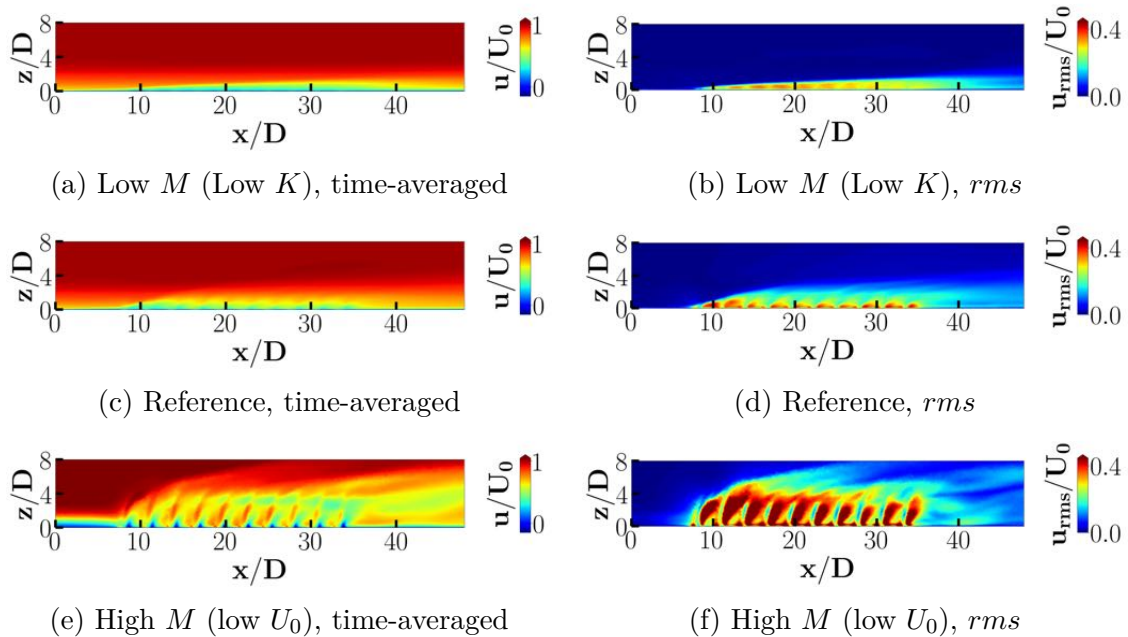 z/D
8
4
0
0 10 20 30 40
x/D
u/U0
1
0
z/D
8
4
0
0 10 20 30 40
x/D
u_rms/U0
0.4
0.0
(a) Low M (Low K), time-averaged
(b) Low M (Low K), rms
z/D
8
4
0
0 10 20 30 40
x/D
u/U0
1
0
z/D
8
4
0
0 10 20 30 40
x/D
u_rms/U0
0.4
0.0
(c) Reference, time-averaged
(d) Reference, rms
z/D
8
4
0
0 10 20 30 40
x/D
u/U0
1
0
z/D
8
4
0
0 10 20 30 40
x/D
u_rms/U0
0.4
0.0
(e) High M (low U0), time-averaged
(f) High M (low U0), rms